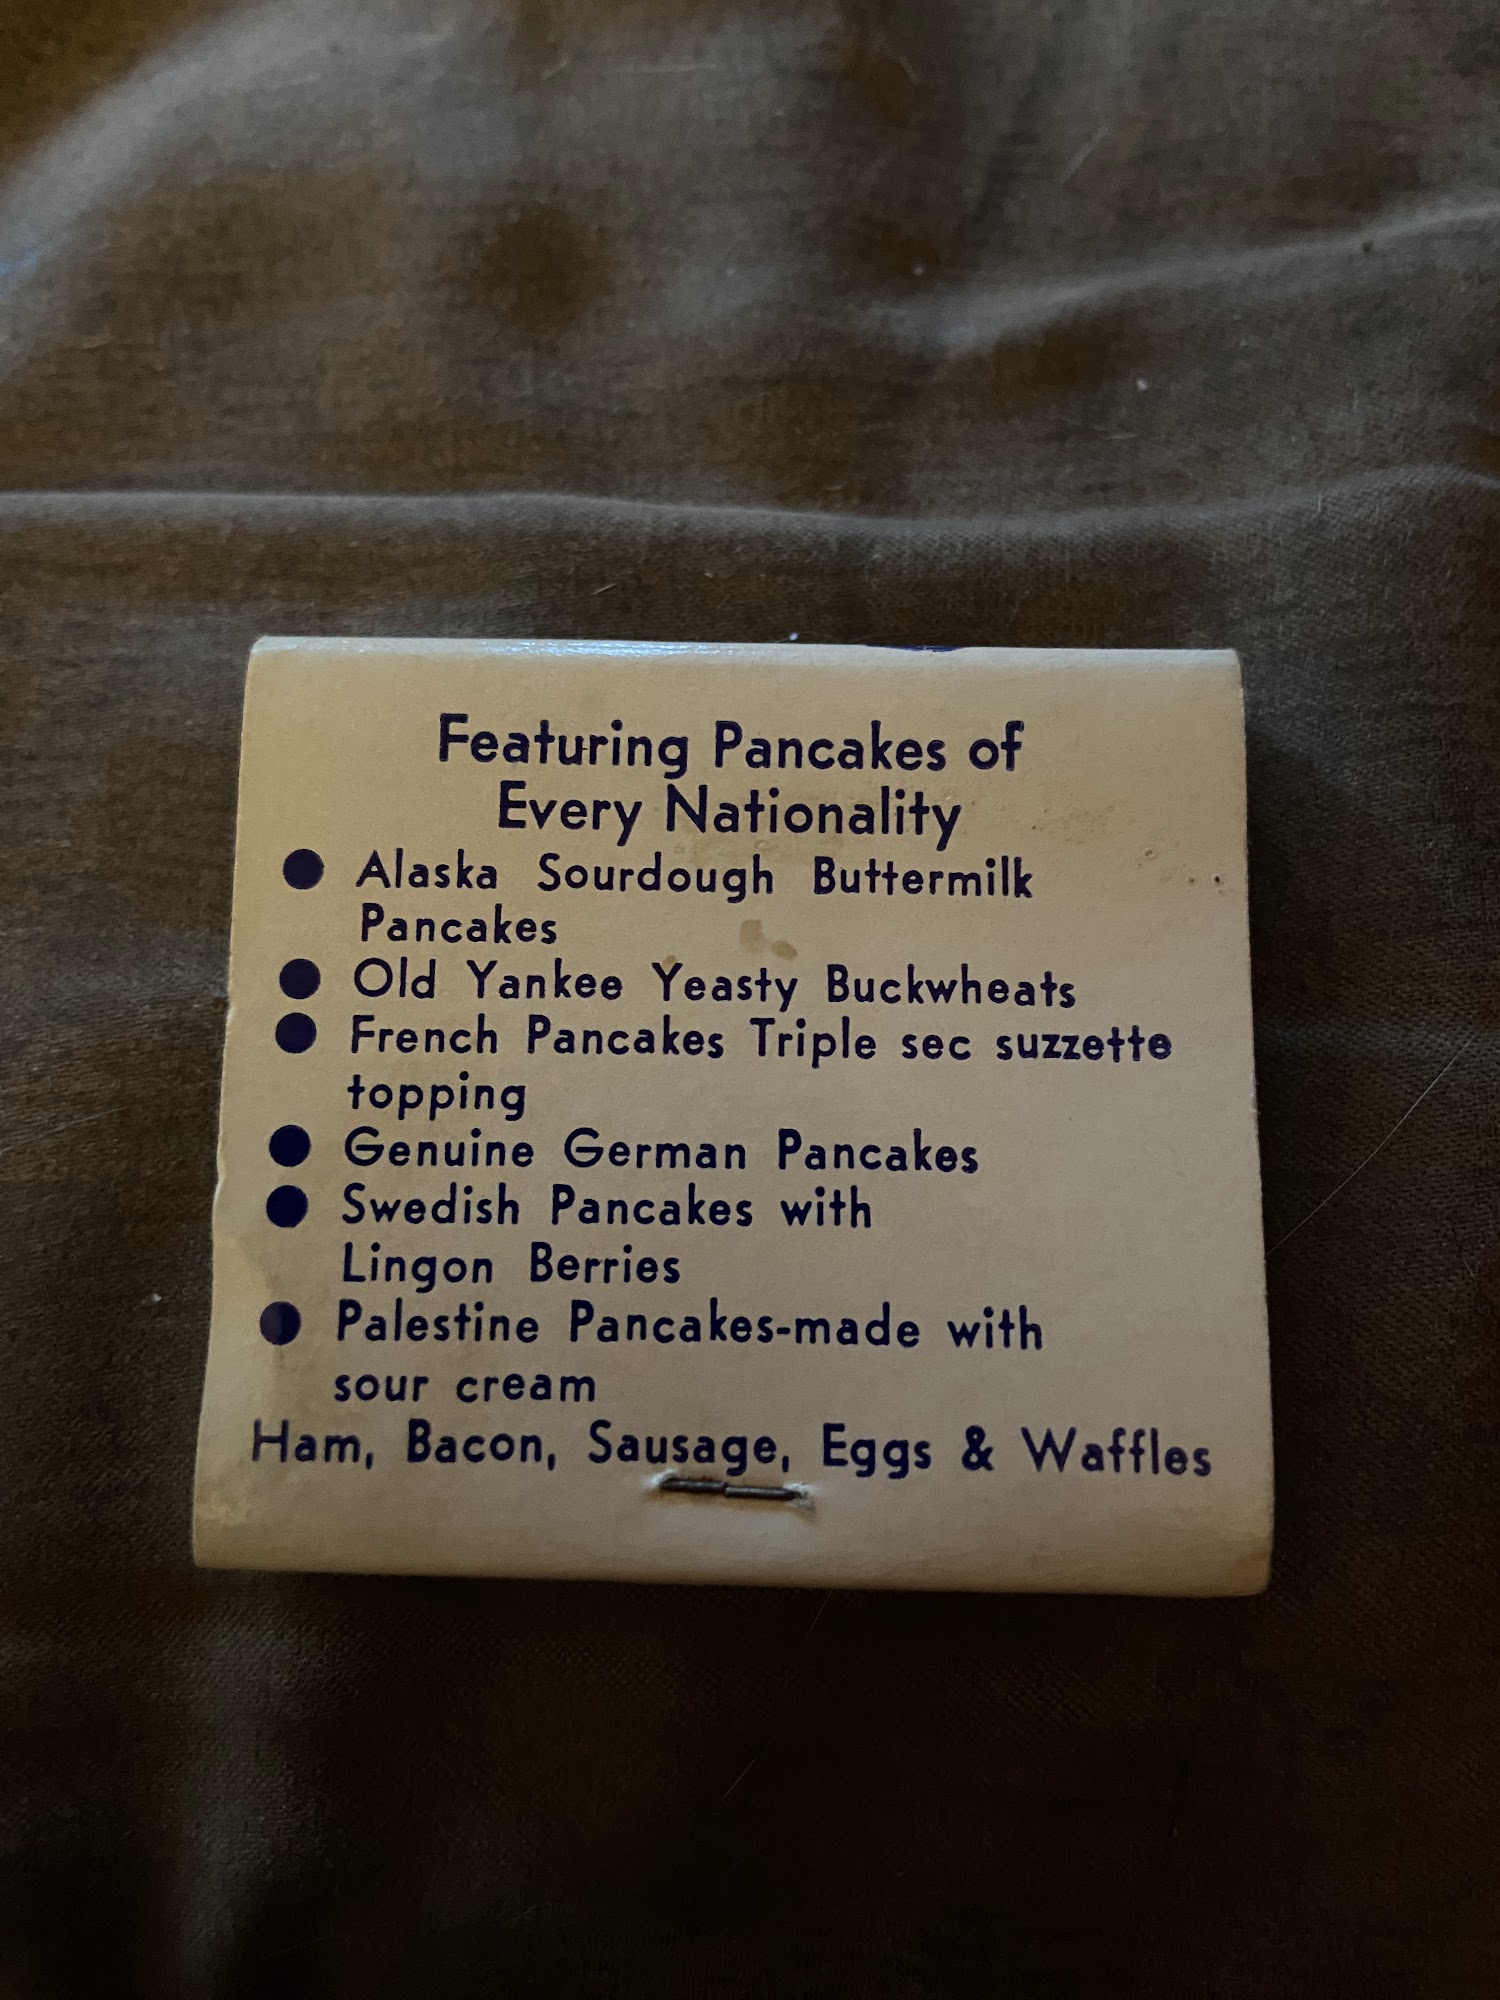 Featuring Pancakes of
Every Nationality
● Alaska Sourdough Buttermilk
Pancakes
● Old Yankee Yeasty Buckwheats
● French Pancakes Triple sec suzzette
topping
● Genuine German Pancakes
● Swedish Pancakes with
Lingon Berries
● Palestine Pancakes-made with
sour cream
Ham, Bacon, Sausage, Eggs & Waffles